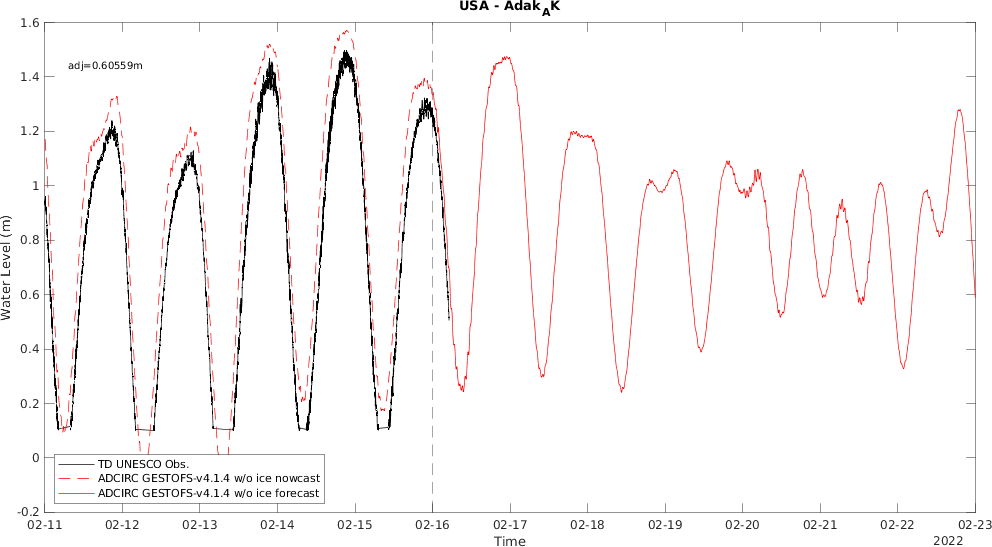 USA - Adak_AK
1.6
1.4
1.2
1
0.8
0.6
0.4
0.2
0
-0.2
Water Level (m)
adj=0.60559m
TD UNESCO Obs.
ADCIRC GESTOFS-v4.1.4 w/o ice nowcast
ADCIRC GESTOFS-v4.1.4 w/o ice forecast
02-11 02-12 02-13 02-14 02-15 02-16 02-17 02-18 02-19 02-20 02-21 02-22 02-23
Time
2022